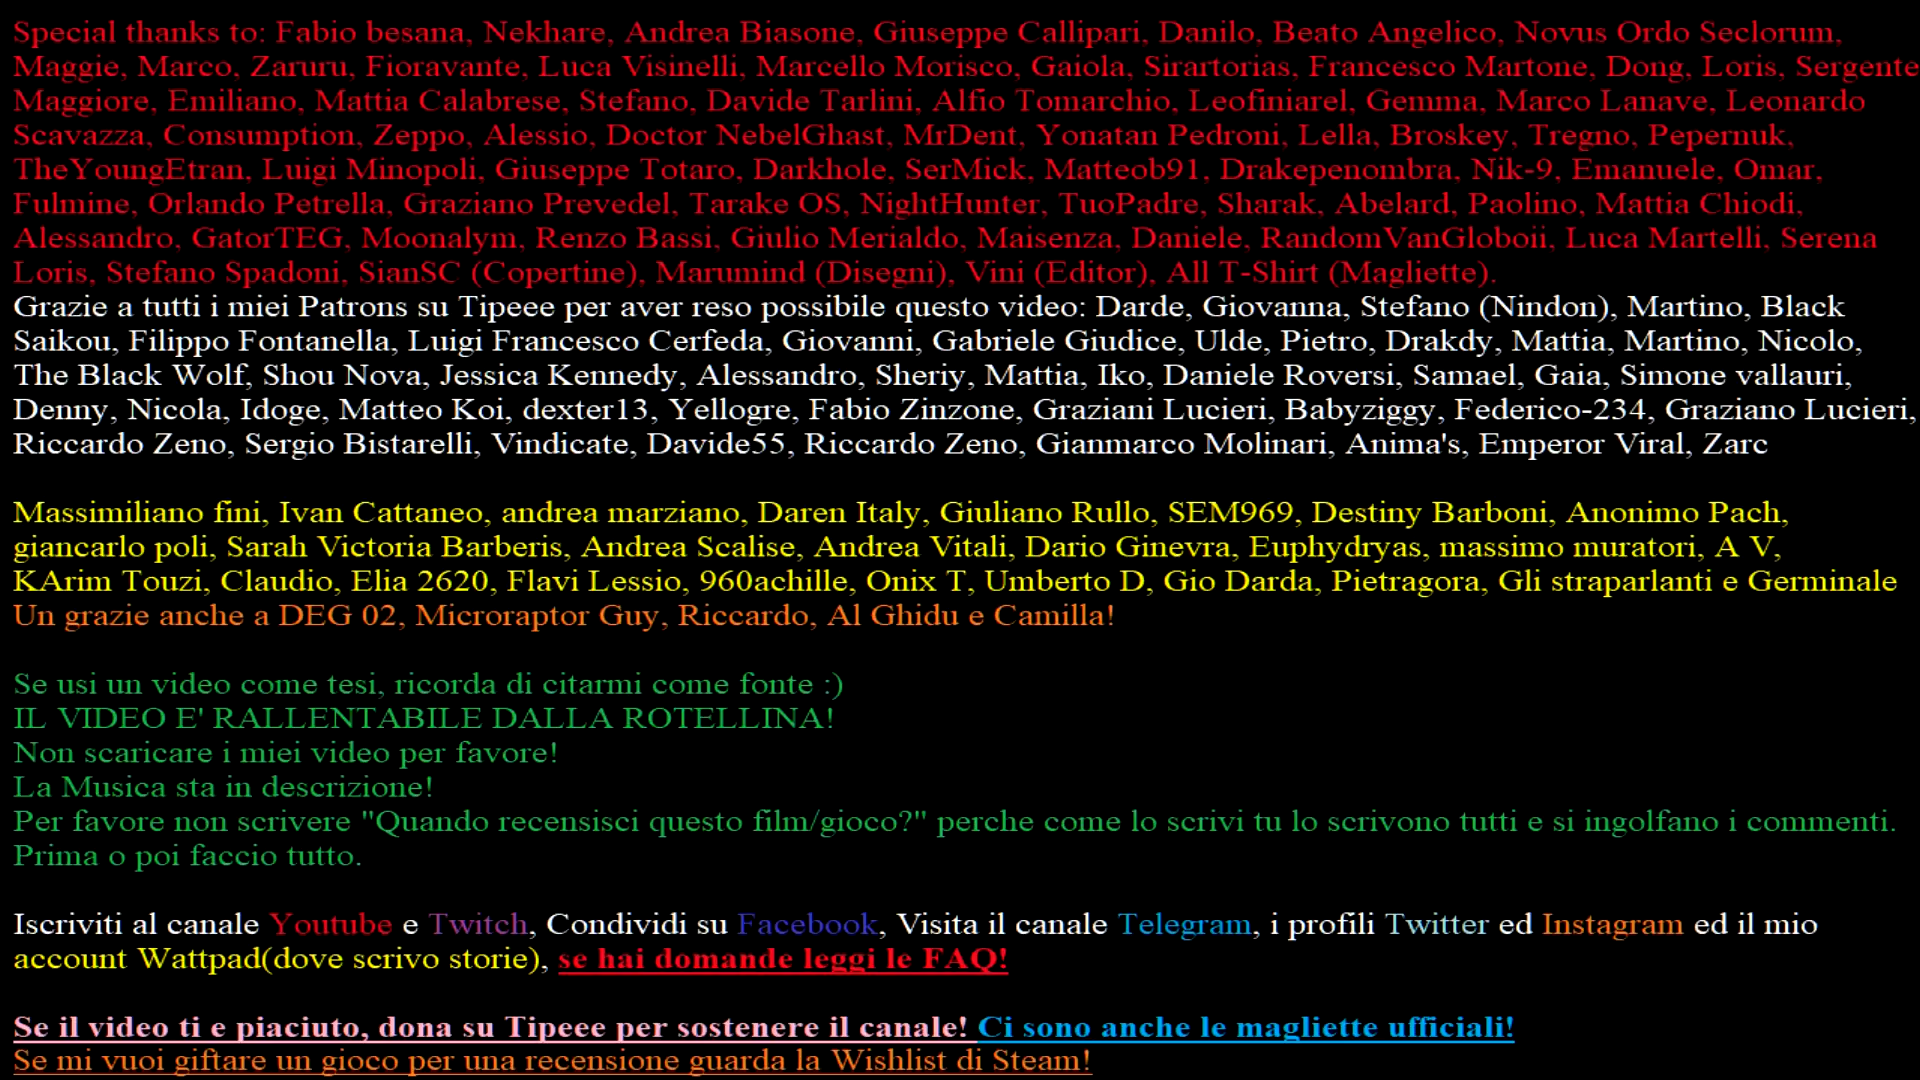 Special thanks to: Fabio besana, Nekhare, Andrea Biasone, Giuseppe Callipari, Danilo, Beato Angelico, Novus Ordo Seclorum,
Maggie, Marco, Zaruru, Fioravante, Luca Visinelli, Marcello Morisco, Gaiola, Sirartorias, Francesco Martone, Dong, Loris, Sergente
Maggiore, Emiliano, Mattia Calabrese, Stefano, Davide Tarlini, Alfio Tomarchio, Leofiniarel, Gemma, Marco Lanave, Leonardo
Scavazza, Consumption, Zeppo, Alessio, Doctor NebelGhast, MrDent, Yonatan Pedroni, Lella, Broskey, Tregno, Pepernuk,
TheYoungEtran, Luigi Minopoli, Giuseppe Totaro, Darkhole, SerMick, Matteob91, Drakepenombra, Nik-9, Emanuele, Omar,
Fulmine, Orlando Petrella, Graziano Prevedel, Tarake OS, NightHunter, TuoPadre, Sharak, Abelard, Paolino, Mattia Chiodi,
Alessandro, GatorTEG, Moonalym, Renzo Bassi, Giulio Merialdo, Maisenza, Daniele, RandomVanGloboii, Luca Martelli, Serena
Loris, Stefano Spadoni, SianSC (Copertine), Marumind (Disegni), Vini (Editor), All T-Shirt (Magliette).
Grazie a tutti i miei Patrons su Tipeee per aver reso possibile questo video: Darde, Giovanna, Stefano (Nindon), Martino, Black
Saikou, Filippo Fontanella, Luigi Francesco Cerfeda, Giovanni, Gabriele Giudice, Ulde, Pietro, Drakdy, Mattia, Martino, Nicolo,
The Black Wolf, Shou Nova, Jessica Kennedy, Alessandro, Sheriy, Mattia, Iko, Daniele Roversi, Samael, Gaia, Simone vallauri,
Denny, Nicola, Idoge, Matteo Koi, dexter13, Yellogre, Fabio Zinzone, Graziani Lucieri, Babyziggy, Federico-234, Graziano Lucieri,
Riccardo Zeno, Sergio Bistarelli, Vindicate, Davide55, Riccardo Zeno, Gianmarco Molinari, Anima's, Emperor Viral, Zarc
Massimiliano fini, Ivan Cattaneo, andrea marziano, Daren Italy, Giuliano Rullo, SEM969, Destiny Barboni, Anonimo Pach,
giancarlo poli, Sarah Victoria Barberis, Andrea Scalise, Andrea Vitali, Dario Ginevra, Euphydryas, massimo muratori, A V,
KArim Touzi, Claudio, Elia 2620, Flavi Lessio, 960achille, Onix T, Umberto D, Gio Darda, Pietragora, Gli straparlanti e Germinale
Un grazie anche a DEG 02, Microraptor Guy, Riccardo, Al Ghidu e Camilla!
Se usi un video come tesi, ricorda di citarmi come fonte :)
IL VIDEO E' RALLENTABILE DALLA ROTELLINA!
Non scaricare i miei video per favore!
La Musica sta in descrizione!
Per favore non scrivere "Quando recensisci questo film/gioco?" perche come lo scrivi tu lo scrivono tutti e si ingolfano i commenti.
Prima o poi faccio tutto.
Iscriviti al canale Youtube e Twitch, Condividi su Facebook, Visita il canale Telegram, i profili Twitter ed Instagram ed il mio
account Wattpad(dove scrivo storie), se hai domande leggi le FAQ!
Se il video ti e piaciuto, dona su Tipeee per sostenere il canale! Ci sono anche le magliette ufficiali!
Se mi vuoi giftare un gioco per una recensione guarda la Wishlist di Steam!